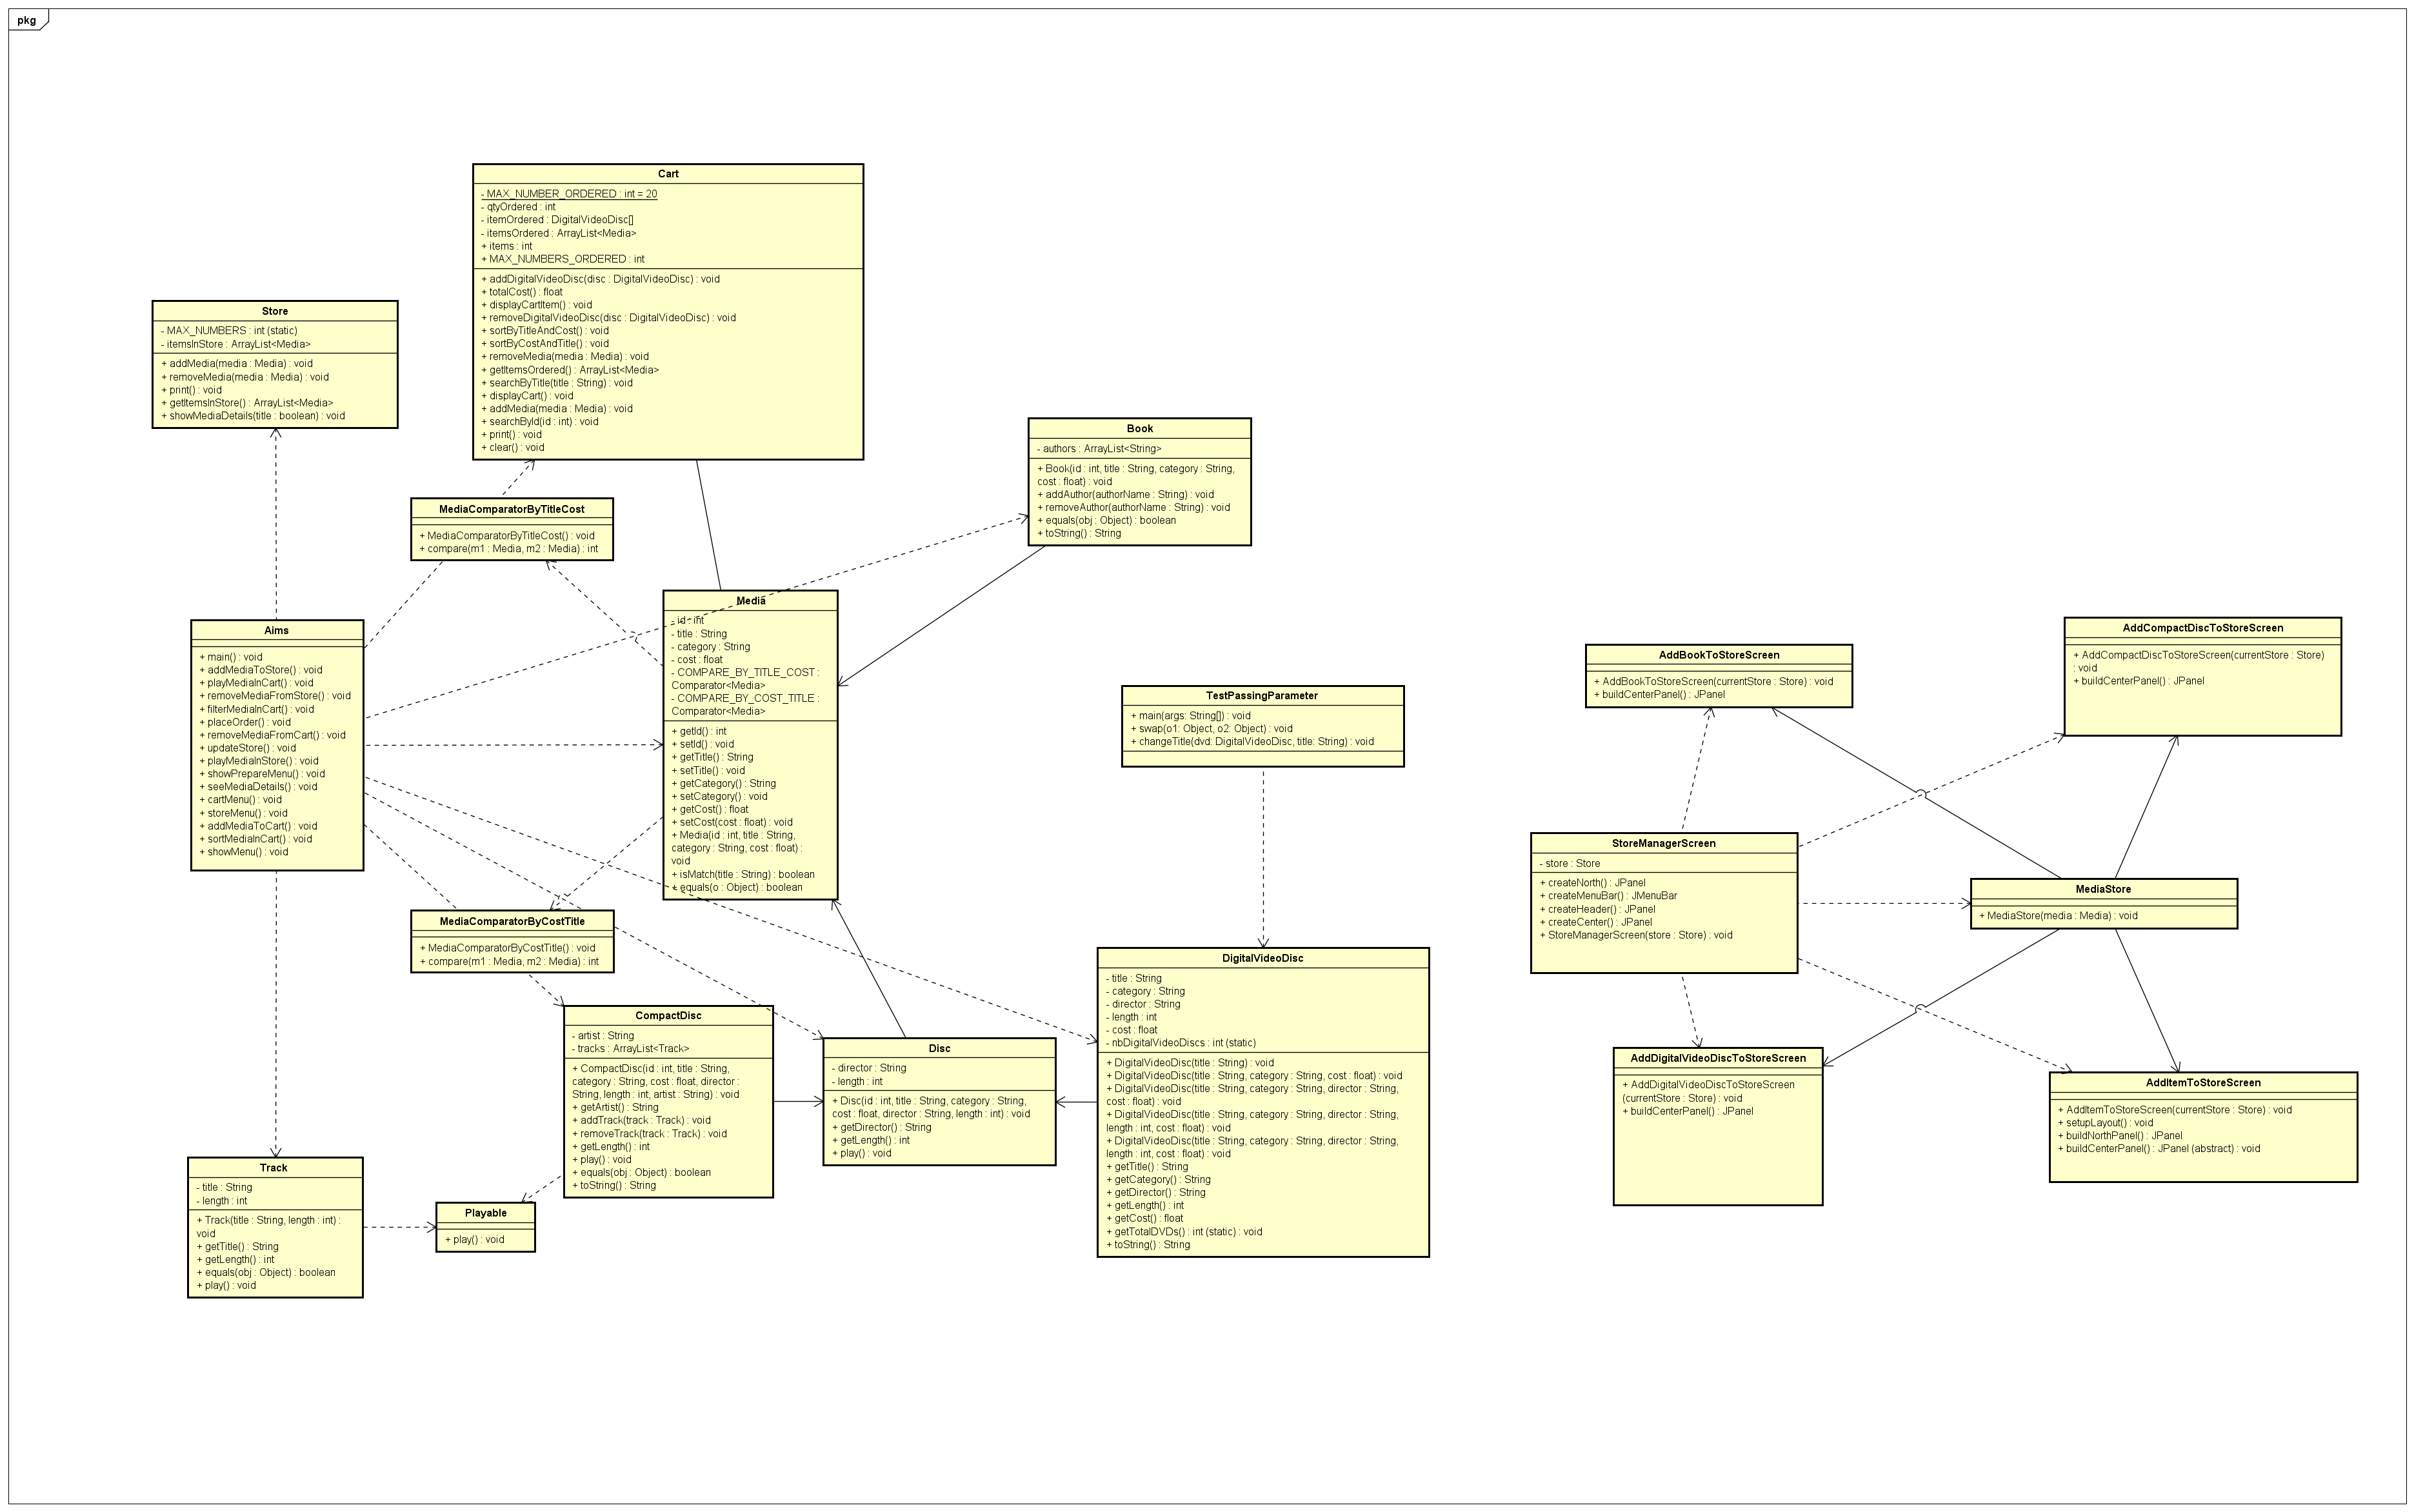 pkg
Cart
- MAX_NUMBER_ORDERED : int = 20
- qtyOrdered : int
- itemOrdered : DigitalVideoDisc[]
- itemsOrdered : ArrayList<Media>
+ items : int
+ MAX_NUMBERS_ORDERED : int
+ addDigitalVideoDisc(disc : DigitalVideoDisc) : void
+ totalCost() : float
+ displayCartItem() : void
+ removeDigitalVideoDisc(disc : DigitalVideoDisc) : void
+ sortByTitleAndCost() : void
+ sortByCostAndTitle() : void
+ removeMedia(media : Media) : void
+ getItemsOrdered() : ArrayList<Media>
+ searchByTitle(title : String) : void
+ displayCart() : void
+ addMedia(media : Media) : void
+ searchById(id : int) : void
+ print() : void
+ clear() : void
Store
- MAX_NUMBERS : int (static)
- itemsInStore : ArrayList<Media>
+ addMedia(media : Media) : void
+ removeMedia(media : Media) : void
+ print() : void
+ getItemsInStore() : ArrayList<Media>
+ showMediaDetails(title : boolean) : void
Book
- authors : ArrayList<String>
+ Book(id : int, title : String, category : String,
cost : float) : void
+ addAuthor(authorName : String) : void
+ removeAuthor(authorName : String) : void
+ equals(obj : Object) : boolean
+ toString() : String
MediaComparatorByTitleCost
+ MediaComparatorByTitleCost() : void
+ compare(m1 : Media, m2 : Media) : int
Media
- id : int
- title : String
- category : String
- cost : float
- COMPARE_BY_TITLE_COST :
Comparator<Media>
- COMPARE_BY_COST_TITLE :
Comparator<Media>
+ getId() : int
+ setId() : void
+ getTitle() : String
+ setTitle() : void
+ getCategory() : String
+ setCategory() : void
+ getCost() : float
+ setCost(cost : float) : void
+ Media(id : int, title : String,
category : String, cost : float) :
void
+ isMatch(title : String) : boolean
+ equals(o : Object) : boolean
Aims
+ main() : void
+ addMediaToStore() : void
+ playMediaInCart() : void
+ removeMediaFromStore() : void
+ filterMediaInCart() : void
+ placeOrder() : void
+ removeMediaFromCart() : void
+ updateStore() : void
+ playMediaInStore() : void
+ showPrepareMenu() : void
+ seeMediaDetails() : void
+ cartMenu() : void
+ storeMenu() : void
+ addMediaToCart() : void
+ sortMediaInCart() : void
+ showMenu() : void
AddCompactDiscToStoreScreen
+ AddCompactDiscToStoreScreen(currentStore : Store)
: void
+ buildCenterPanel() : JPanel
AddBookToStoreScreen
+ AddBookToStoreScreen(currentStore : Store) : void
+ buildCenterPanel() : JPanel
TestPassingParameter
+ main(args: String[]) : void
+ swap(o1: Object, o2: Object) : void
+ changeTitle(dvd: DigitalVideoDisc, title: String) : void
StoreManagerScreen
- store : Store
+ createNorth() : JPanel
+ createMenuBar() : JMenuBar
+ createHeader() : JPanel
+ createCenter() : JPanel
+ StoreManagerScreen(store : Store) : void
MediaStore
+ MediaStore(media : Media) : void
MediaComparatorByCostTitle
+ MediaComparatorByCostTitle() : void
+ compare(m1 : Media, m2 : Media) : int
DigitalVideoDisc
- title : String
- category : String
- director : String
- length : int
- cost : float
- nbDigitalVideoDiscs : int (static)
+ DigitalVideoDisc(title : String) : void
+ DigitalVideoDisc(title : String, category : String, cost : float) : void
+ DigitalVideoDisc(title : String, category : String, director : String,
cost : float) : void
+ DigitalVideoDisc(title : String, category : String, director : String,
length : int, cost : float) : void
+ DigitalVideoDisc(title : String, category : String, director : String,
length : int, cost : float) : void
+ getTitle() : String
+ getCategory() : String
+ getDirector() : String
+ getLength() : int
+ getCost() : float
+ getTotalDVDs() : int (static) : void
+ toString() : String
CompactDisc
- artist : String
- tracks : ArrayList<Track>
+ CompactDisc(id : int, title : String,
category : String, cost : float, director :
String, length : int, artist : String) : void
+ getArtist() : String
+ addTrack(track : Track) : void
+ removeTrack(track : Track) : void
+ getLength() : int
+ play() : void
+ equals(obj : Object) : boolean
+ toString() : String
Disc
- director : String
- length : int
+ Disc(id : int, title : String, category : String,
cost : float, director : String, length : int) : void
+ getDirector() : String
+ getLength() : int
+ play() : void
AddDigitalVideoDiscToStoreScreen
+ AddDigitalVideoDiscToStoreScreen
(currentStore : Store) : void
+ buildCenterPanel() : JPanel
AddItemToStoreScreen
+ AddItemToStoreScreen(currentStore : Store) : void
+ setupLayout() : void
+ buildNorthPanel() : JPanel
+ buildCenterPanel() : JPanel (abstract) : void
Track
- title : String
- length : int
+ Track(title : String, length : int) :
void
+ getTitle() : String
+ getLength() : int
+ equals(obj : Object) : boolean
+ play() : void
Playable
+ play() : void